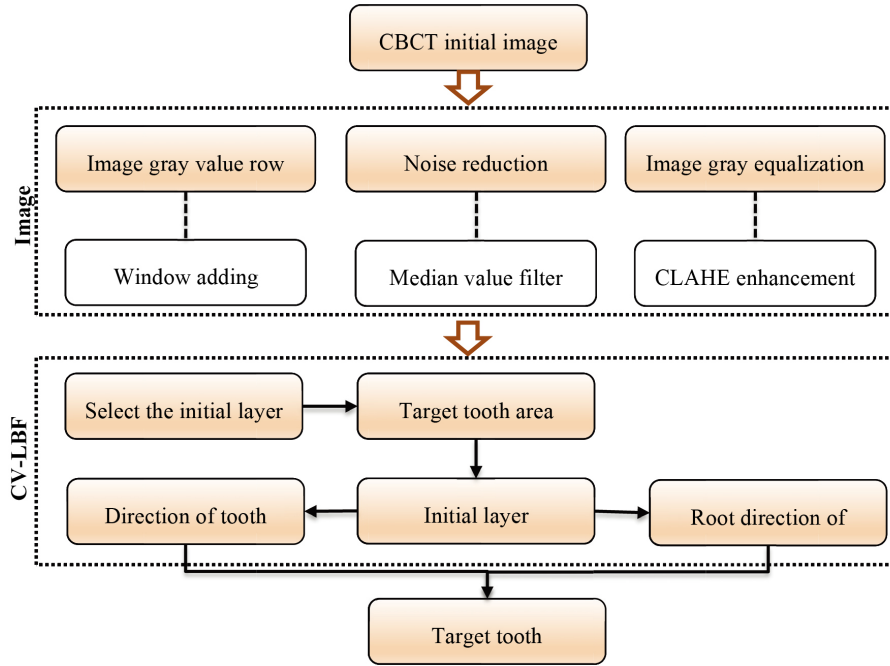 CBCT initial image
Image
Image gray value row
Noise reduction
Image gray equalization
Window adding
Median value filter
CLAHE enhancement
CV-LBF
Select the initial layer
Target tooth area
Direction of tooth
Initial layer
Root direction of
Target tooth